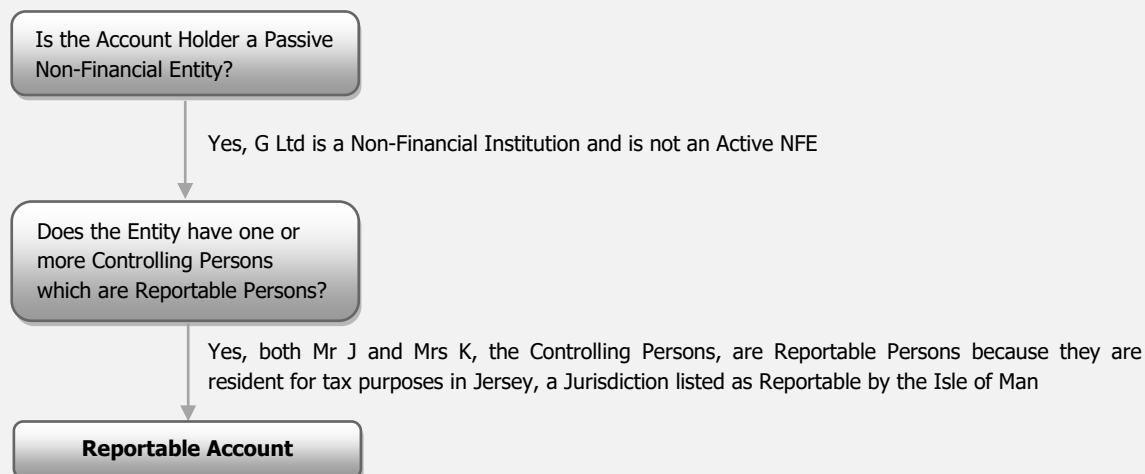 Is the Account Holder a Passive
Non-Financial Entity?
Yes, G Ltd is a Non-Financial Institution and is not an Active NFE
Does the Entity have one or
more Controlling Persons
which are Reportable Persons?
Yes, both Mr J and Mrs K, the Controlling Persons, are Reportable Persons because they are
resident for tax purposes in Jersey, a Jurisdiction listed as Reportable by the Isle of Man
Reportable Account